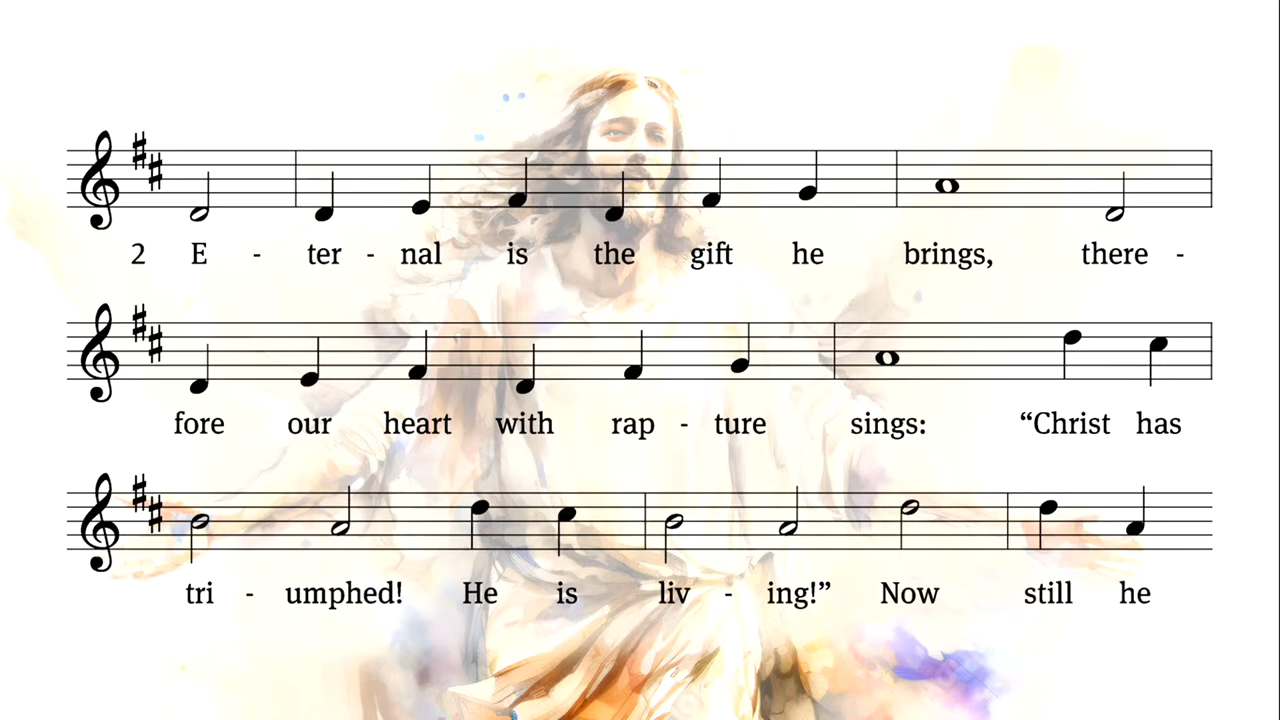 2 E - ter - nal is the gift he brings, there -
fore our heart with rap - ture sings: “Christ has
tri - umphed! He is liv - ing!” Now still he